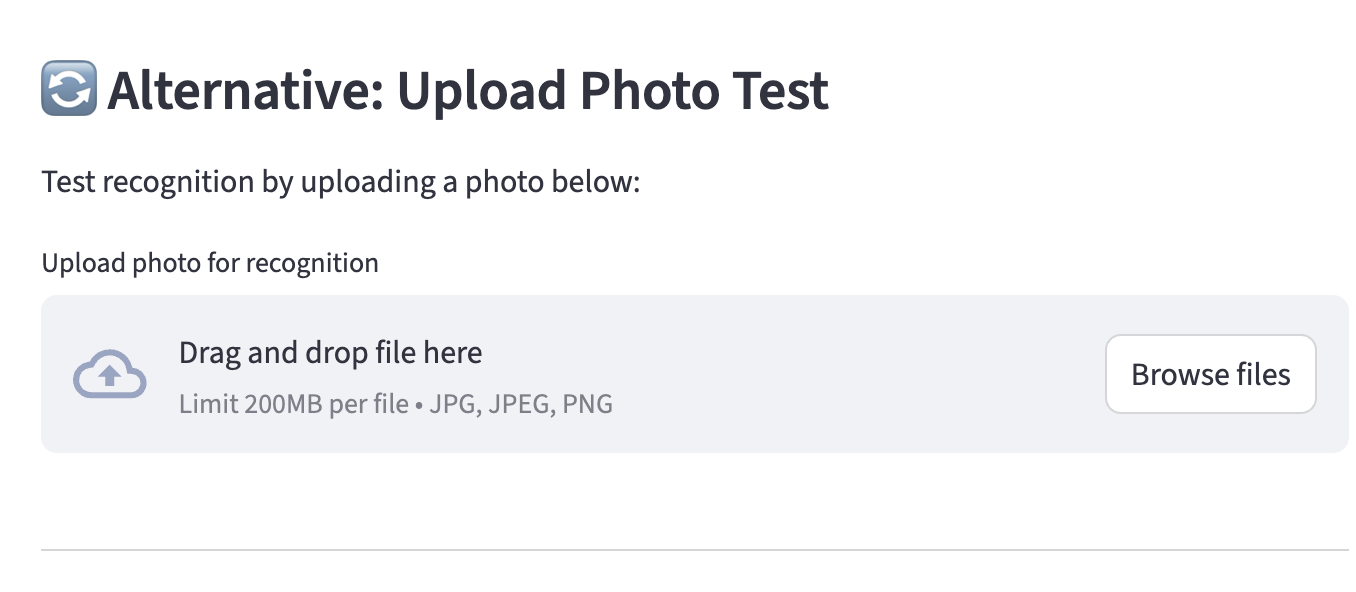 Alternative: Upload Photo Test
Test recognition by uploading a photo below:
Upload photo for recognition
Drag and drop file here
Limit 200MB per file • JPG, JPEG, PNG
Browse files